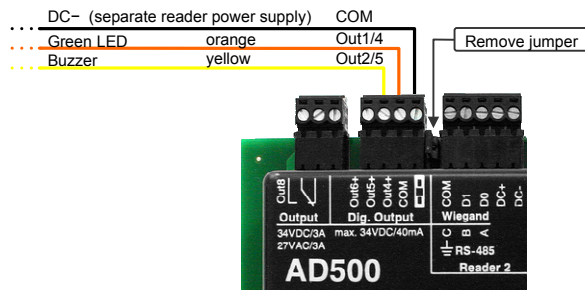 DC− (separate reader power supply) COM
Green LED orange Out1/4
Buzzer yellow Out2/5
Remove jumper
Out8
Out6+
Out5+
Out4+
COM
COM
D1
D0
DC+
DC-
Output
Dig. Output
Wiegand
34VDC/3A
27VAC/3A
max. 34VDC/40mA
C
B
A
RS-485
Reader 2
AD500